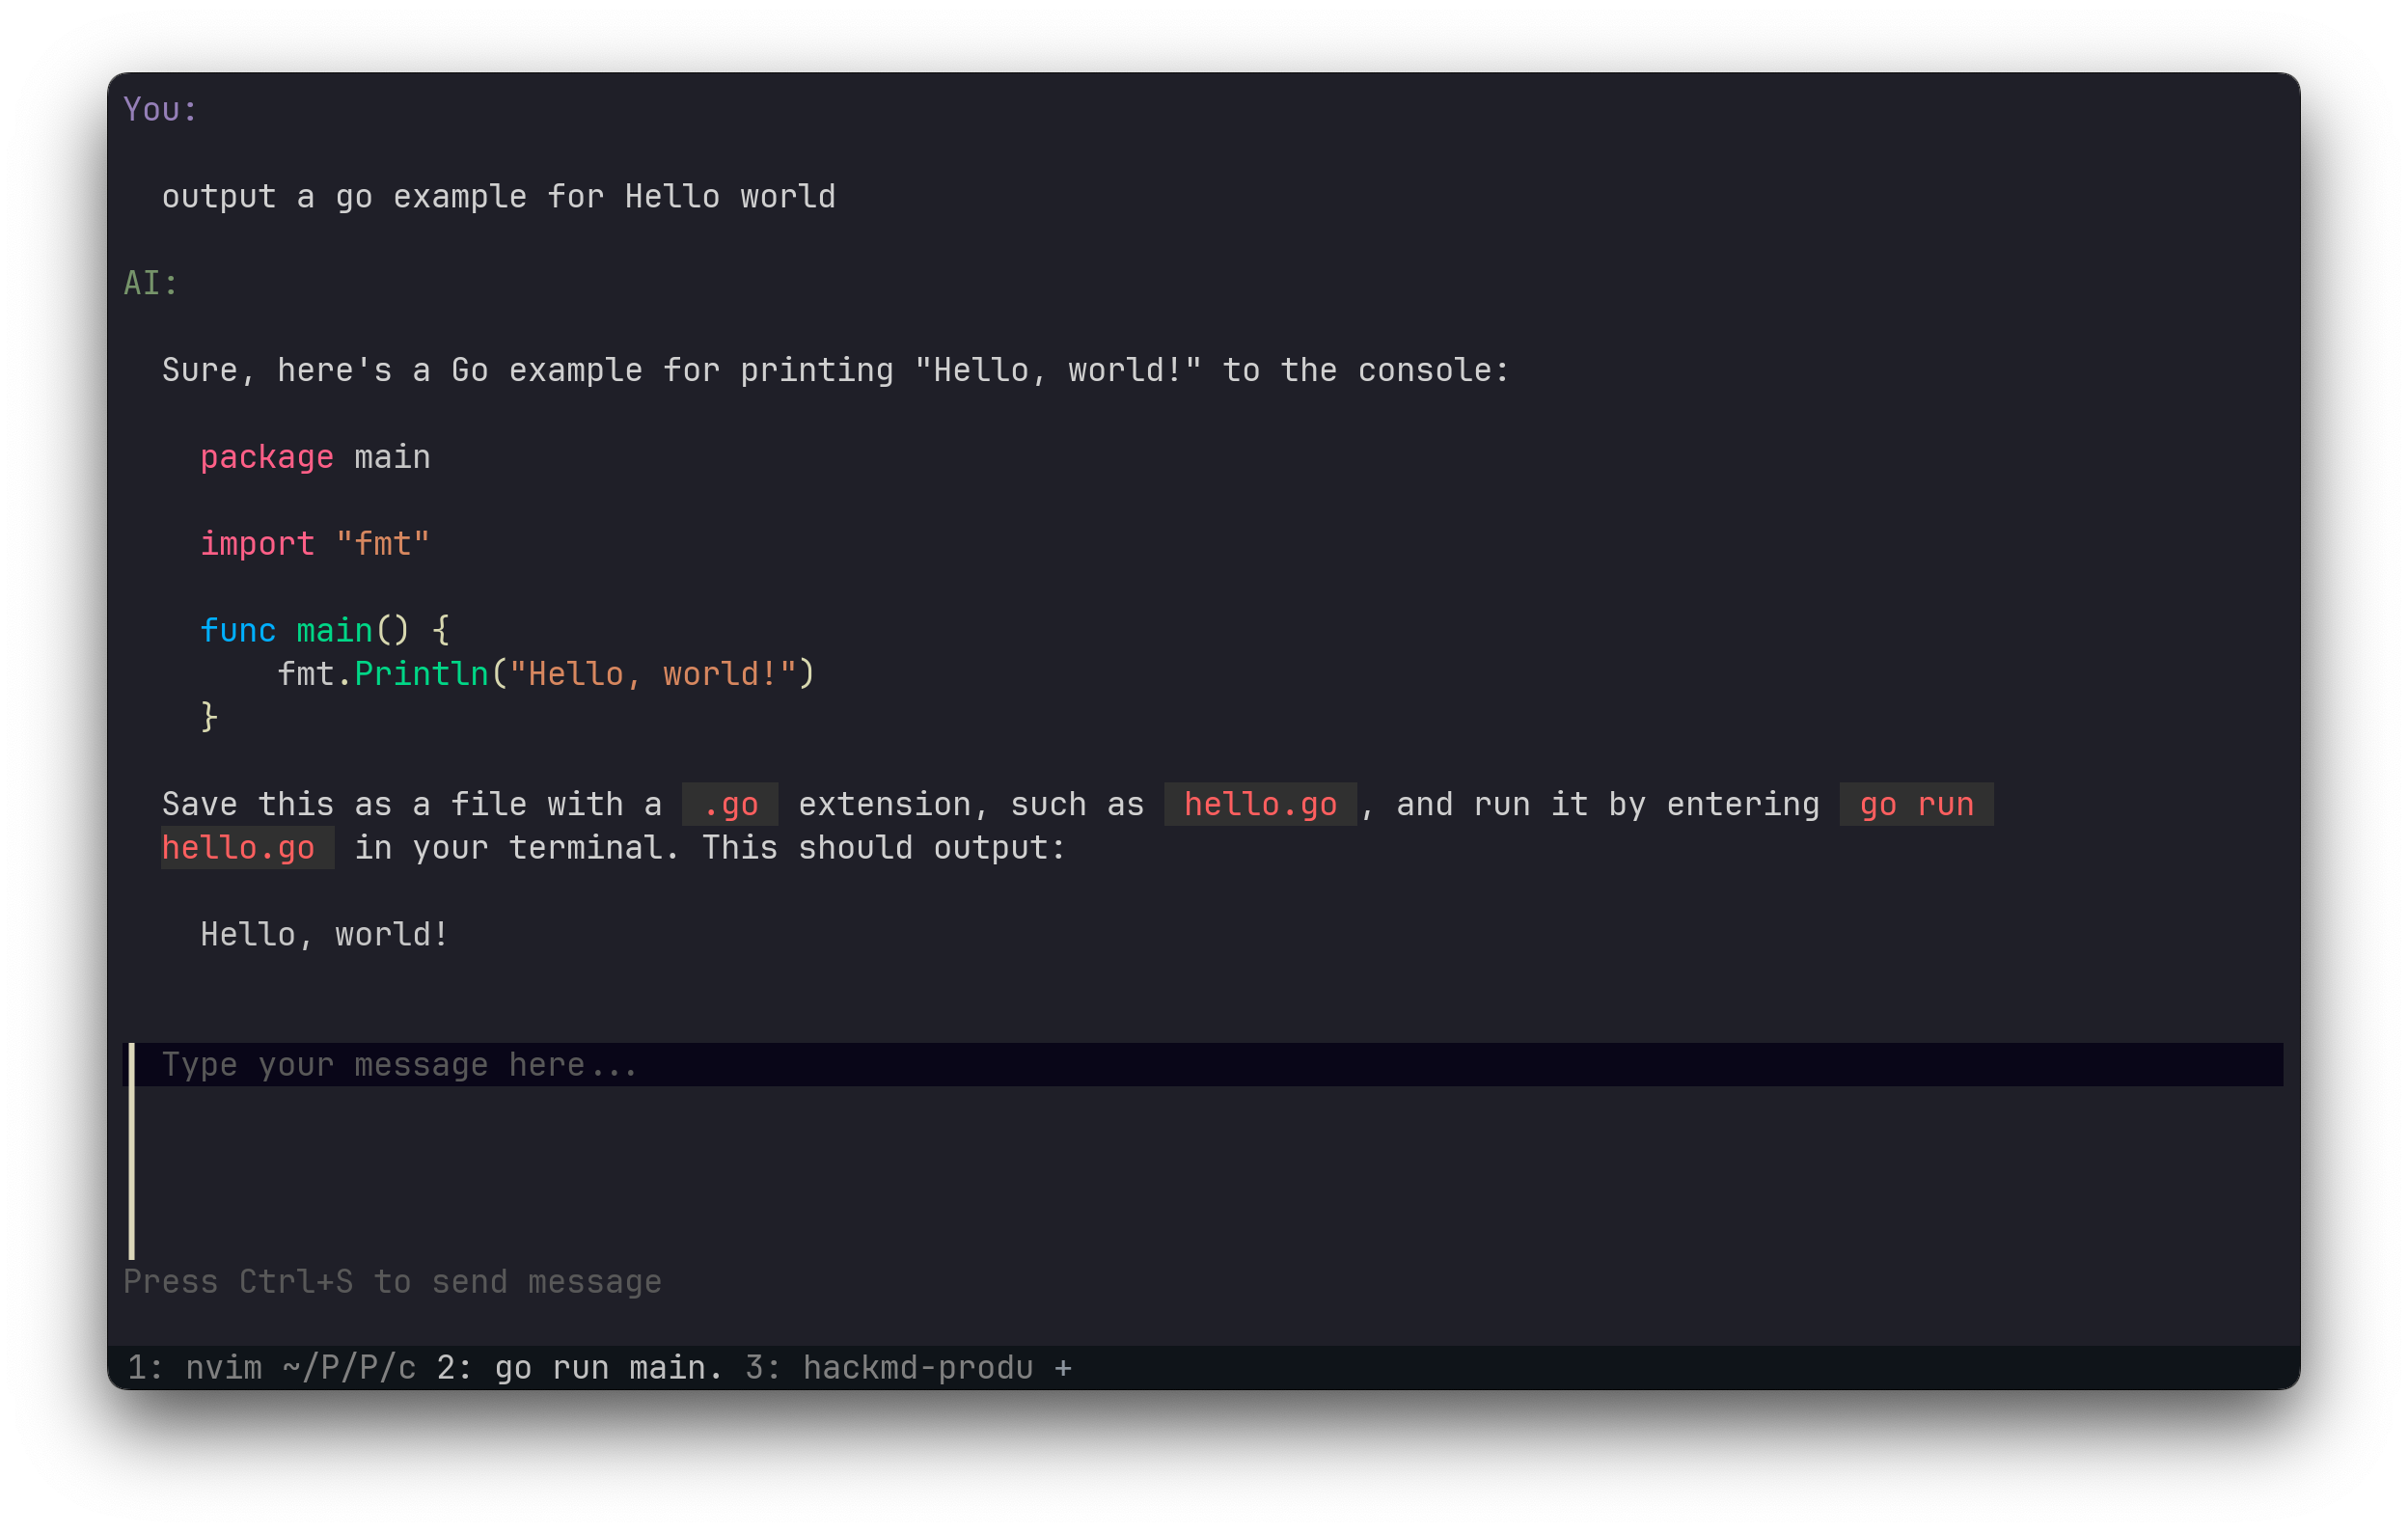 You:
output a go example for Hello world
AI:
Sure, here's a Go example for printing "Hello, world!" to the console:
package main
import "fmt"
func main() {
fmt.Println("Hello, world!")
}
Save this as a file with a .go extension, such as hello.go , and run it by entering go run
hello.go in your terminal. This should output:
Hello, world!
Type your message here...
Press Ctrl+S to send message
1: nvim ~/P/P/c 2: go run main. 3: hackmd-produ +